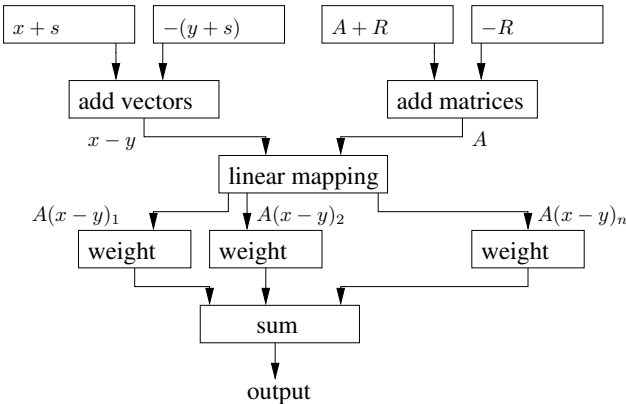 x + s
−(y + s)
A + R
−R
add vectors
add matrices
x − y
A
linear mapping
A(x − y)₁
A(x − y)₂
A(x − y)ₙ
weight
weight
weight
sum
output